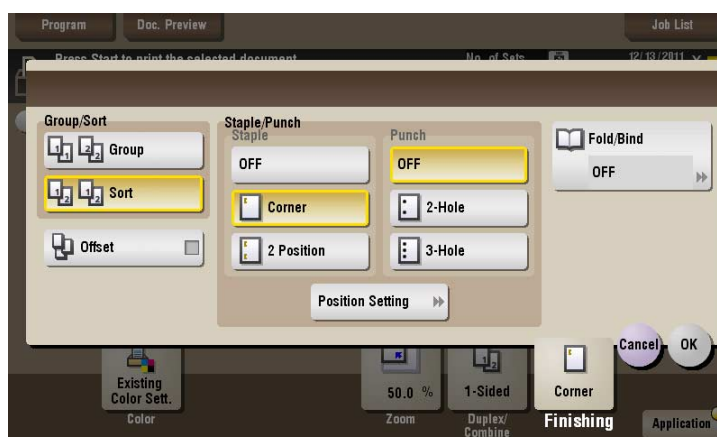 Program
Doc. Preview
Job List
Press Start to print the selected document.
No. of Sets
12/13/2011
Group/Sort
Group
Sort
Offset
Staple/Punch
Staple
OFF
Corner
2 Position
Punch
OFF
2-Hole
3-Hole
Position Setting
Fold/Bind
OFF
Cancel
OK
Existing
Color Sett.
Color
50.0 %
Zoom
1-Sided
Duplex/
Combine
Corner
Finishing
Application